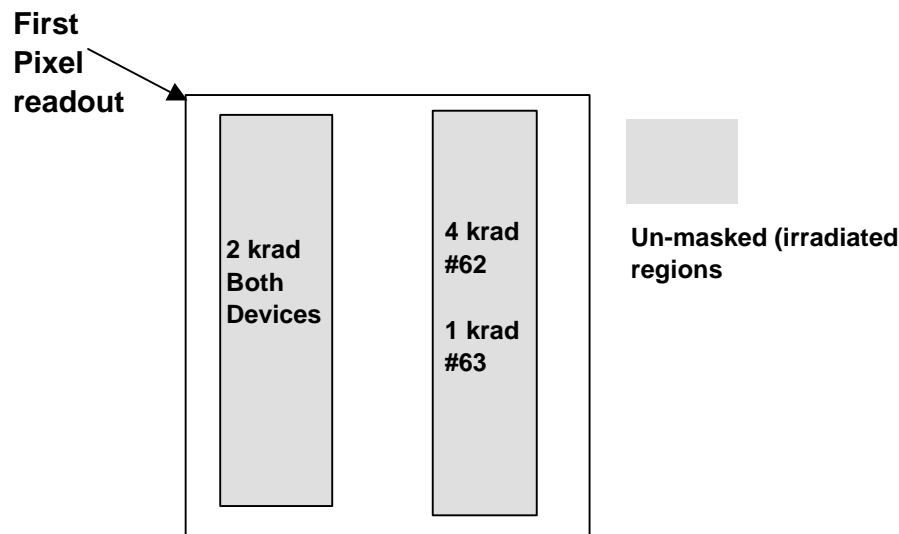 First
Pixel
readout
2 krad
Both
Devices
4 krad
#62
1 krad
#63
Un-masked (irradiated
regions